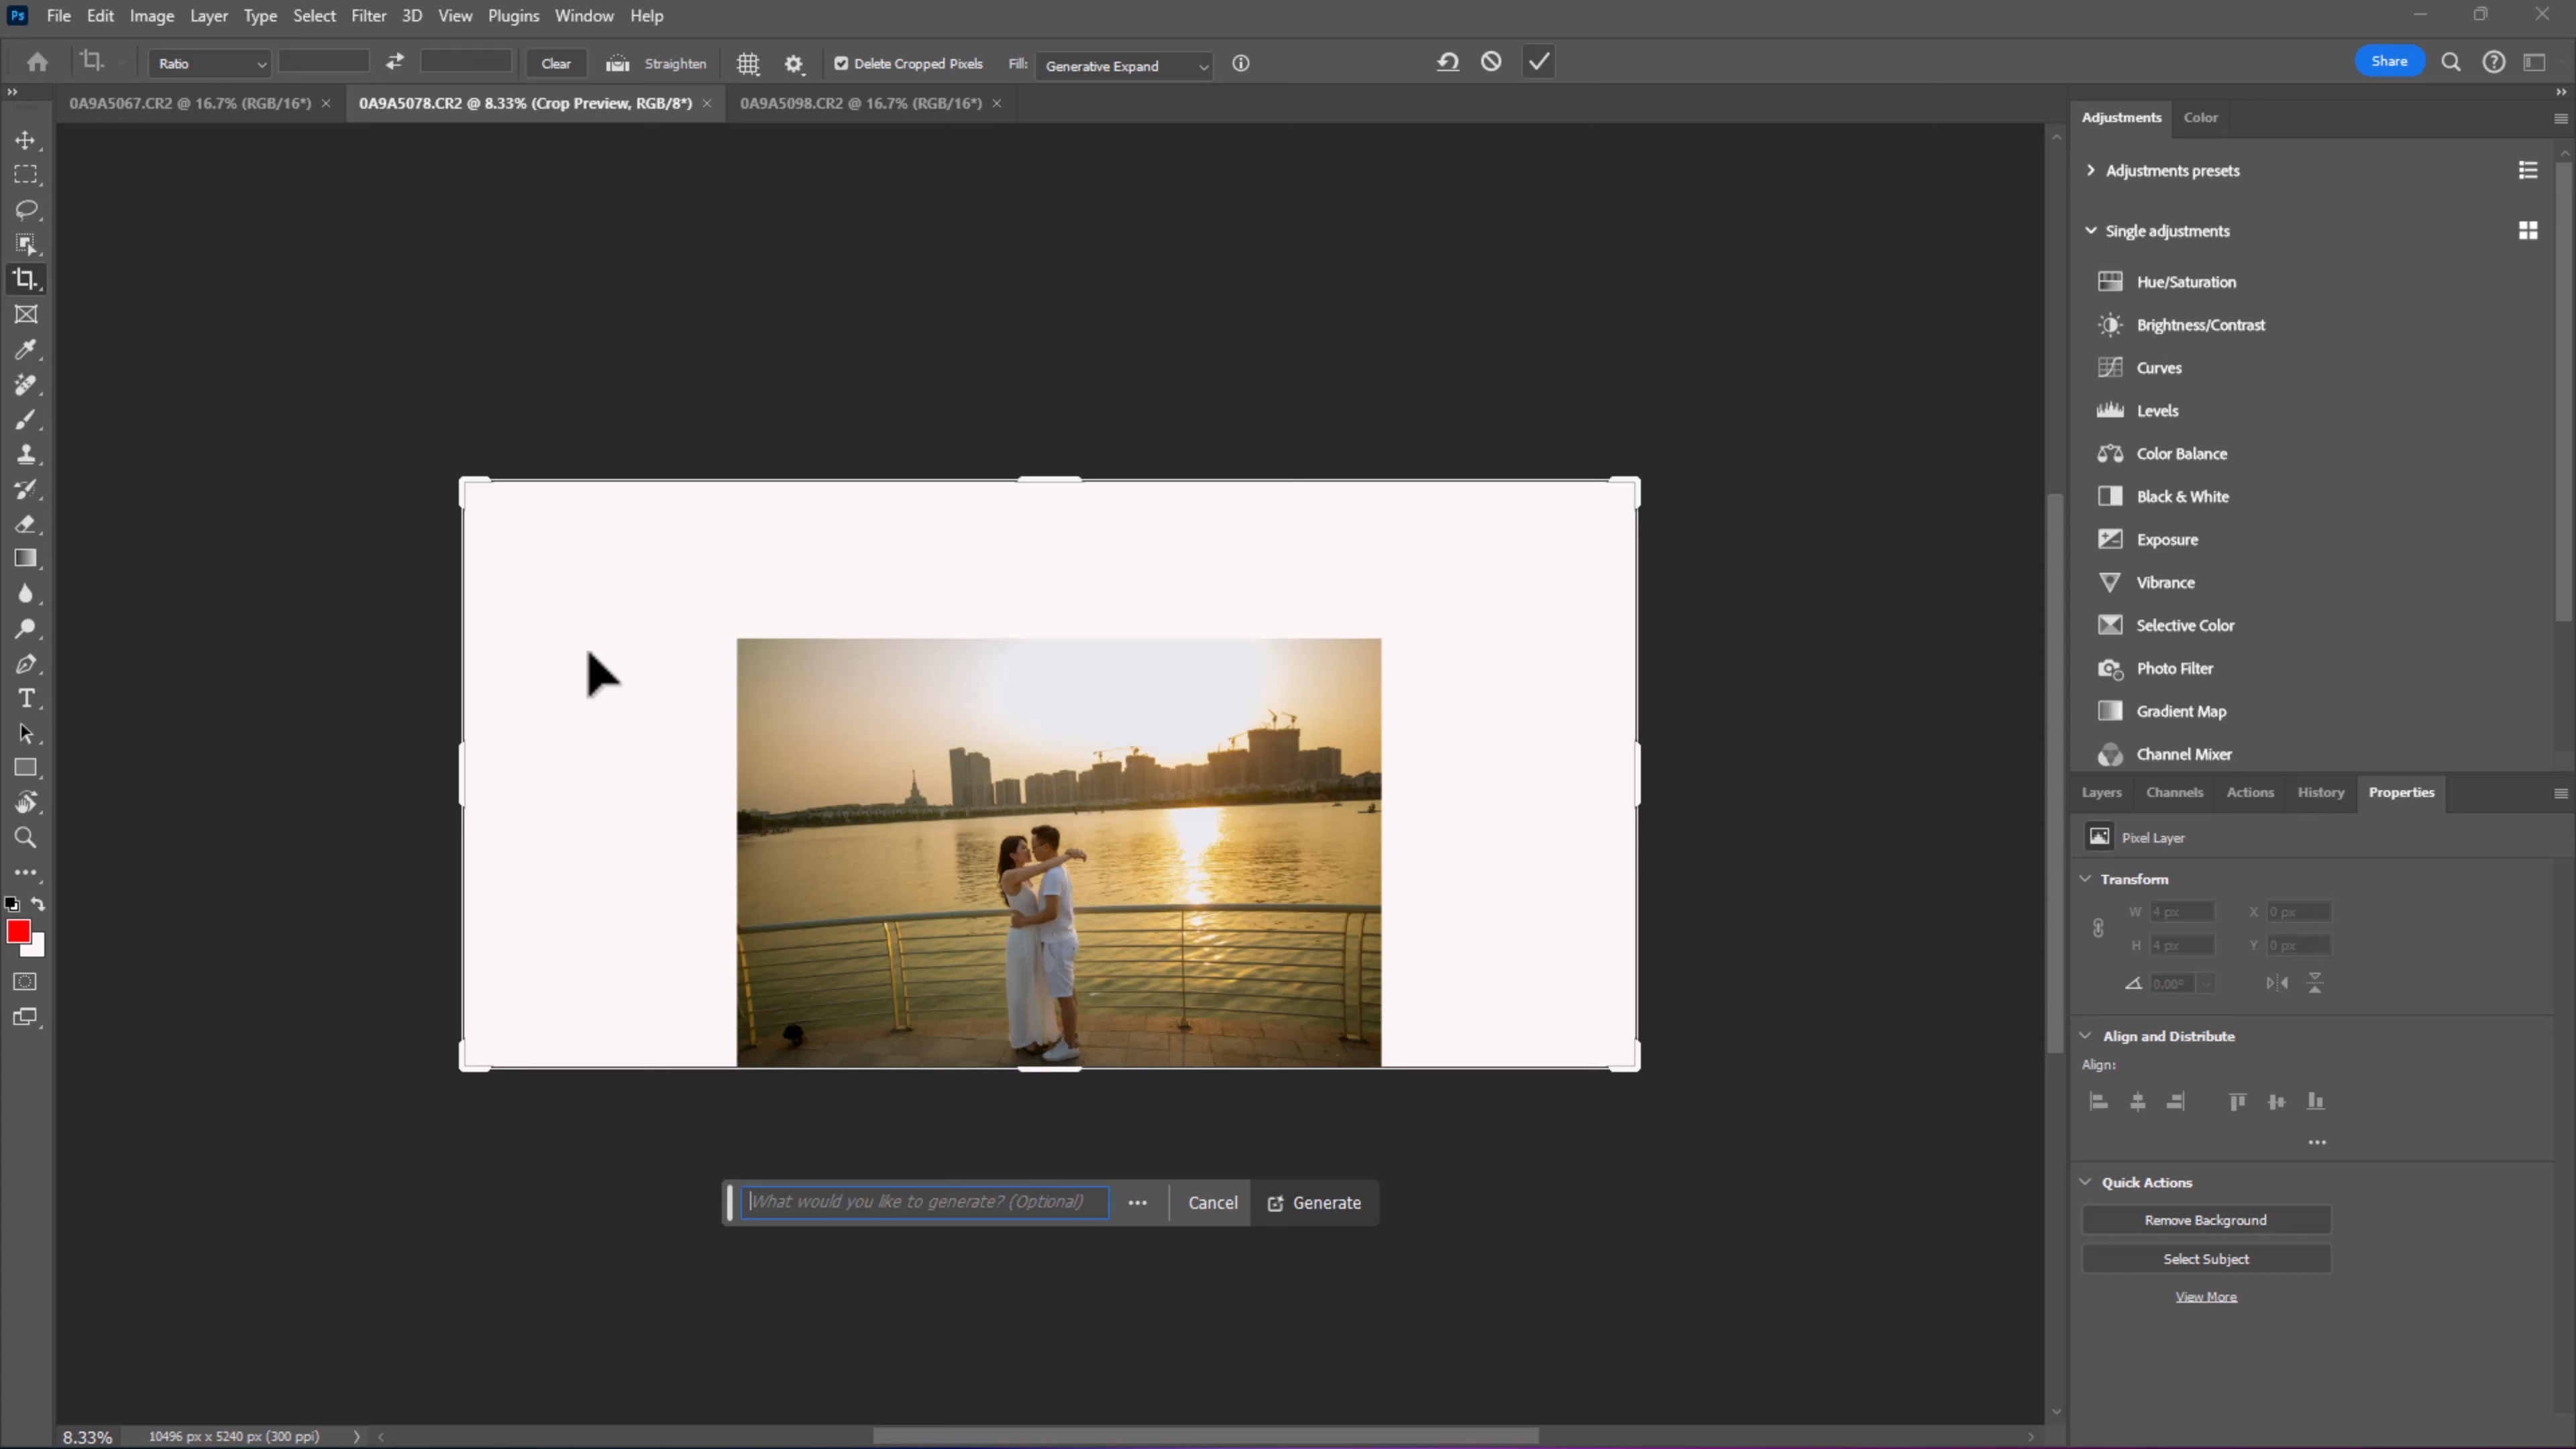 Ps File Edit Image Layer Type Select Filter 3D View Plugins Window Help
Ratio Clear Straighten Delete Cropped Pixels Fill: Generative Expand Share
0A9A5067.CR2 @ 16.7% (RGB/16*) × 0A9A5078.CR2 @ 8.33% (Crop Preview, RGB/8*) × 0A9A5098.CR2 @ 16.7% (RGB/16*) ×
Adjustments Color
Adjustments presets
Single adjustments
Hue/Saturation
Brightness/Contrast
Curves
Levels
Color Balance
Black & White
Exposure
Vibrance
Selective Color
Photo Filter
Gradient Map
Channel Mixer
Layers Channels Actions History Properties
Pixel Layer
Transform
W 4 px X 0 px
H 4 px Y 0 px
0.00°
Align and Distribute
Align:
Quick Actions
Remove Background
Select Subject
View More
What would you like to generate? (Optional) Cancel Generate
8.33% 10496 px x 5240 px (300 ppi)